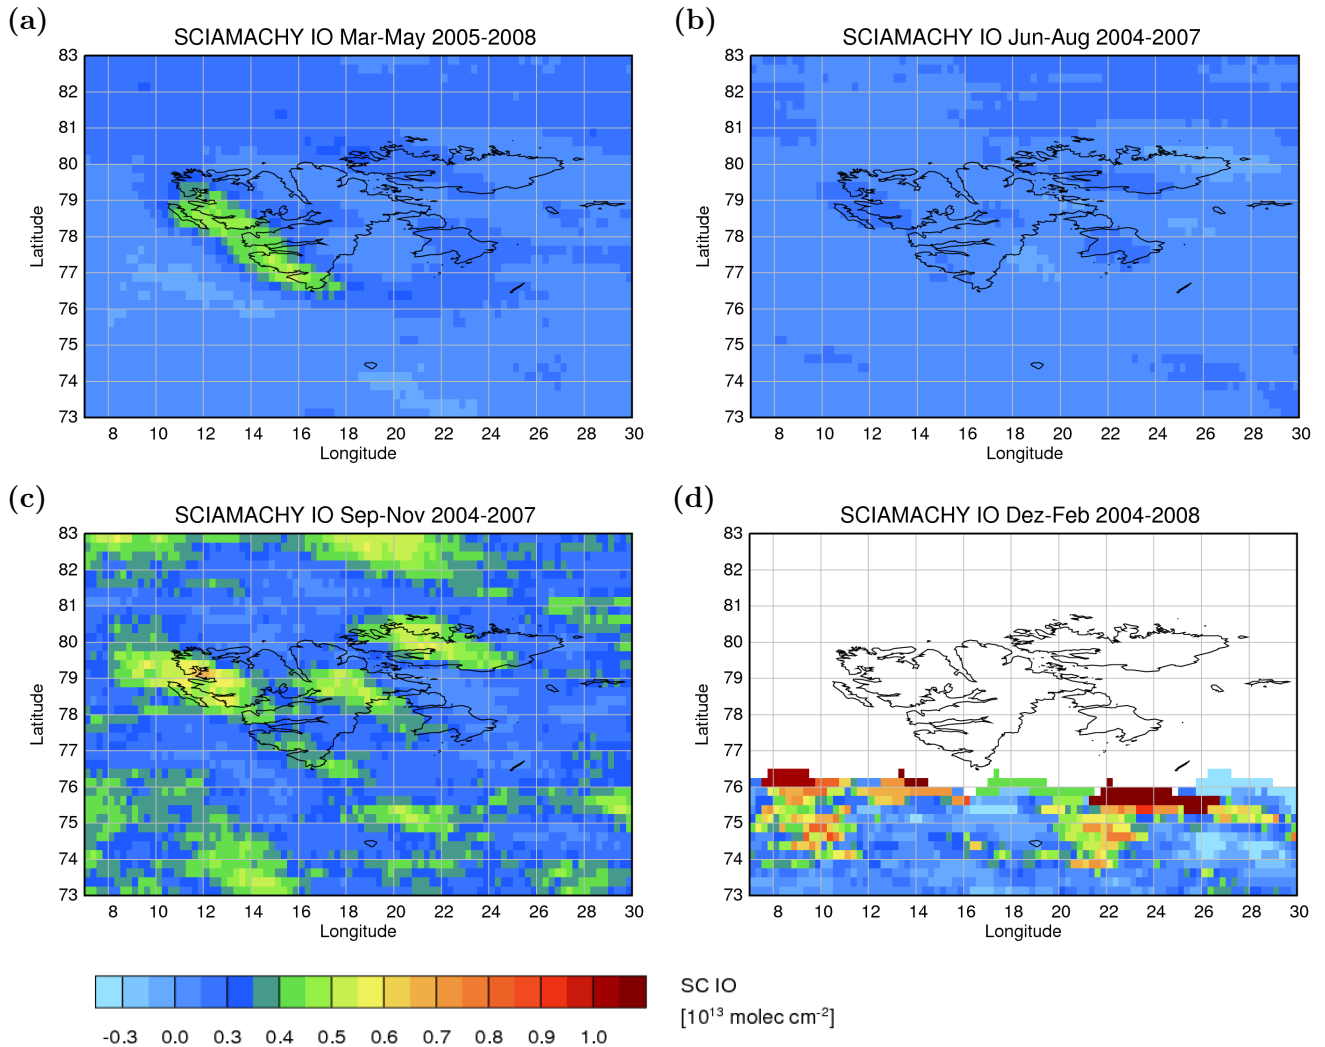 (a)
SCIAMACHY IO Mar-May 2005-2008
83
82
81
80
79
78
77
76
75
74
73
Latitude
8 10 12 14 16 18 20 22 24 26 28 30
Longitude
(b)
SCIAMACHY IO Jun-Aug 2004-2007
83
82
81
80
79
78
77
76
75
74
73
Latitude
8 10 12 14 16 18 20 22 24 26 28 30
Longitude
(c)
SCIAMACHY IO Sep-Nov 2004-2007
83
82
81
80
79
78
77
76
75
74
73
Latitude
8 10 12 14 16 18 20 22 24 26 28 30
Longitude
(d)
SCIAMACHY IO Dez-Feb 2004-2008
83
82
81
80
79
78
77
76
75
74
73
Latitude
8 10 12 14 16 18 20 22 24 26 28 30
Longitude
-0.3 0.0 0.3 0.4 0.5 0.6 0.7 0.8 0.9 1.0
SC IO
[10¹³ molec cm⁻²]